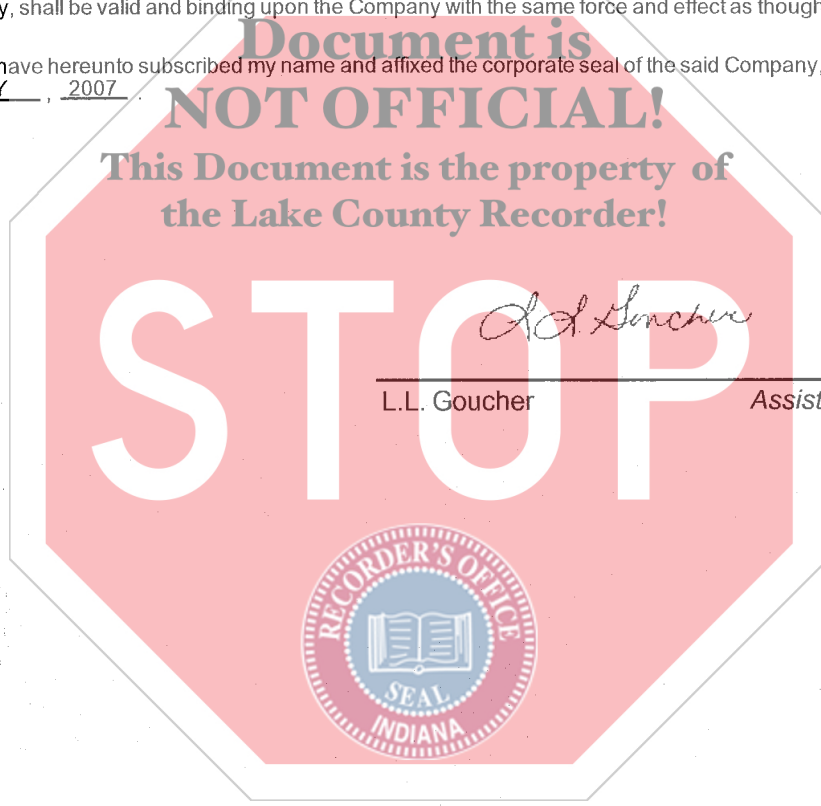 y, shall be valid and binding upon the Company with the same force and effect as though
Document is
have hereunto subscribed my name and affixed the corporate seal of the said Company,
Y , 2007 .
NOT OFFICIAL!
This Document is the property of
the Lake County Recorder!
STOP
L.L. Goucher
L.L. Goucher Assist
RECORDER'S OFFICE
SEAL
INDIANA